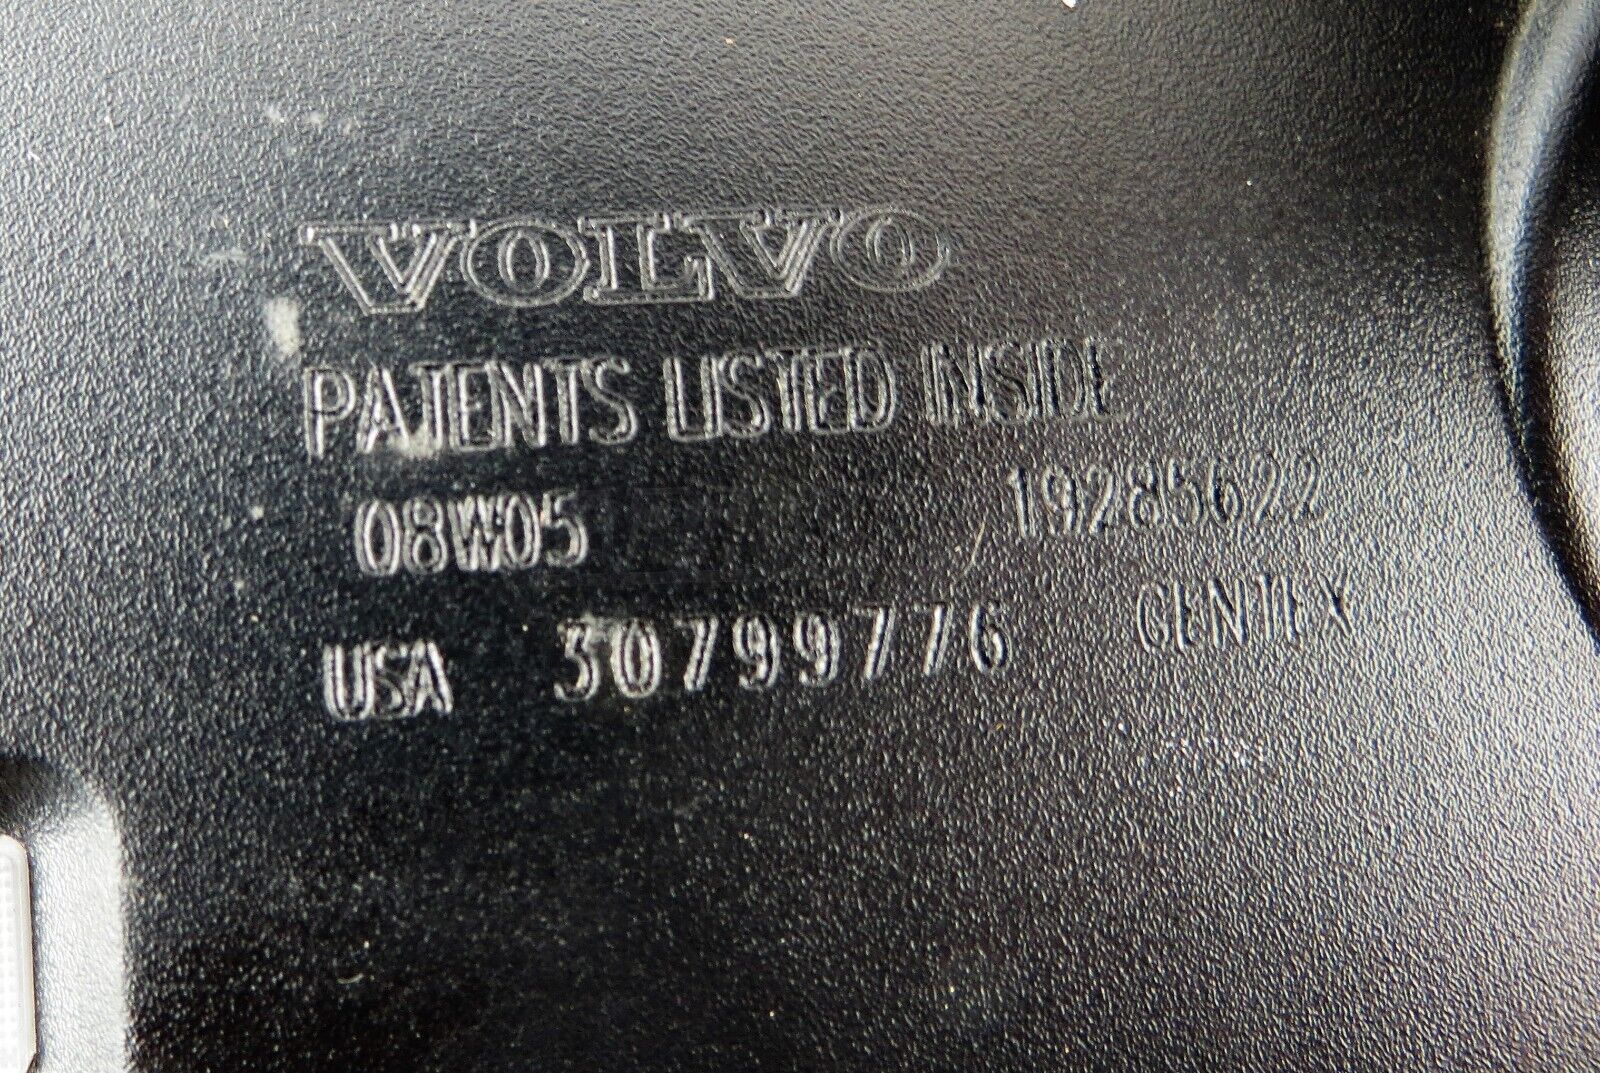 VOLVO
PATENTS LISTED INSIDE
08W05 19285622
USA 30799776 GENTEX